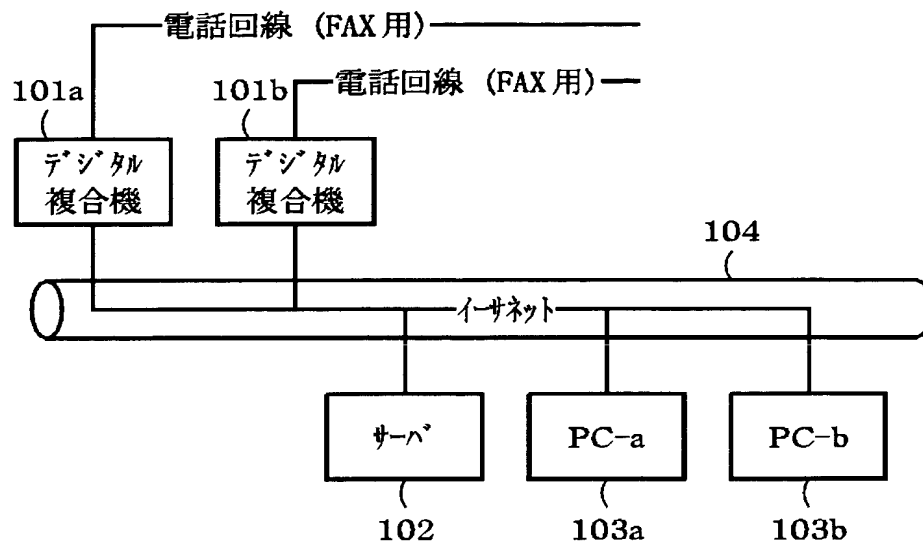 電話回線 (FAX用)
電話回線 (FAX用)
101a
101b
デジタル
複合機
デジタル
複合機
104
イーサネット
サーバ
PC-a
PC-b
102
103a
103b